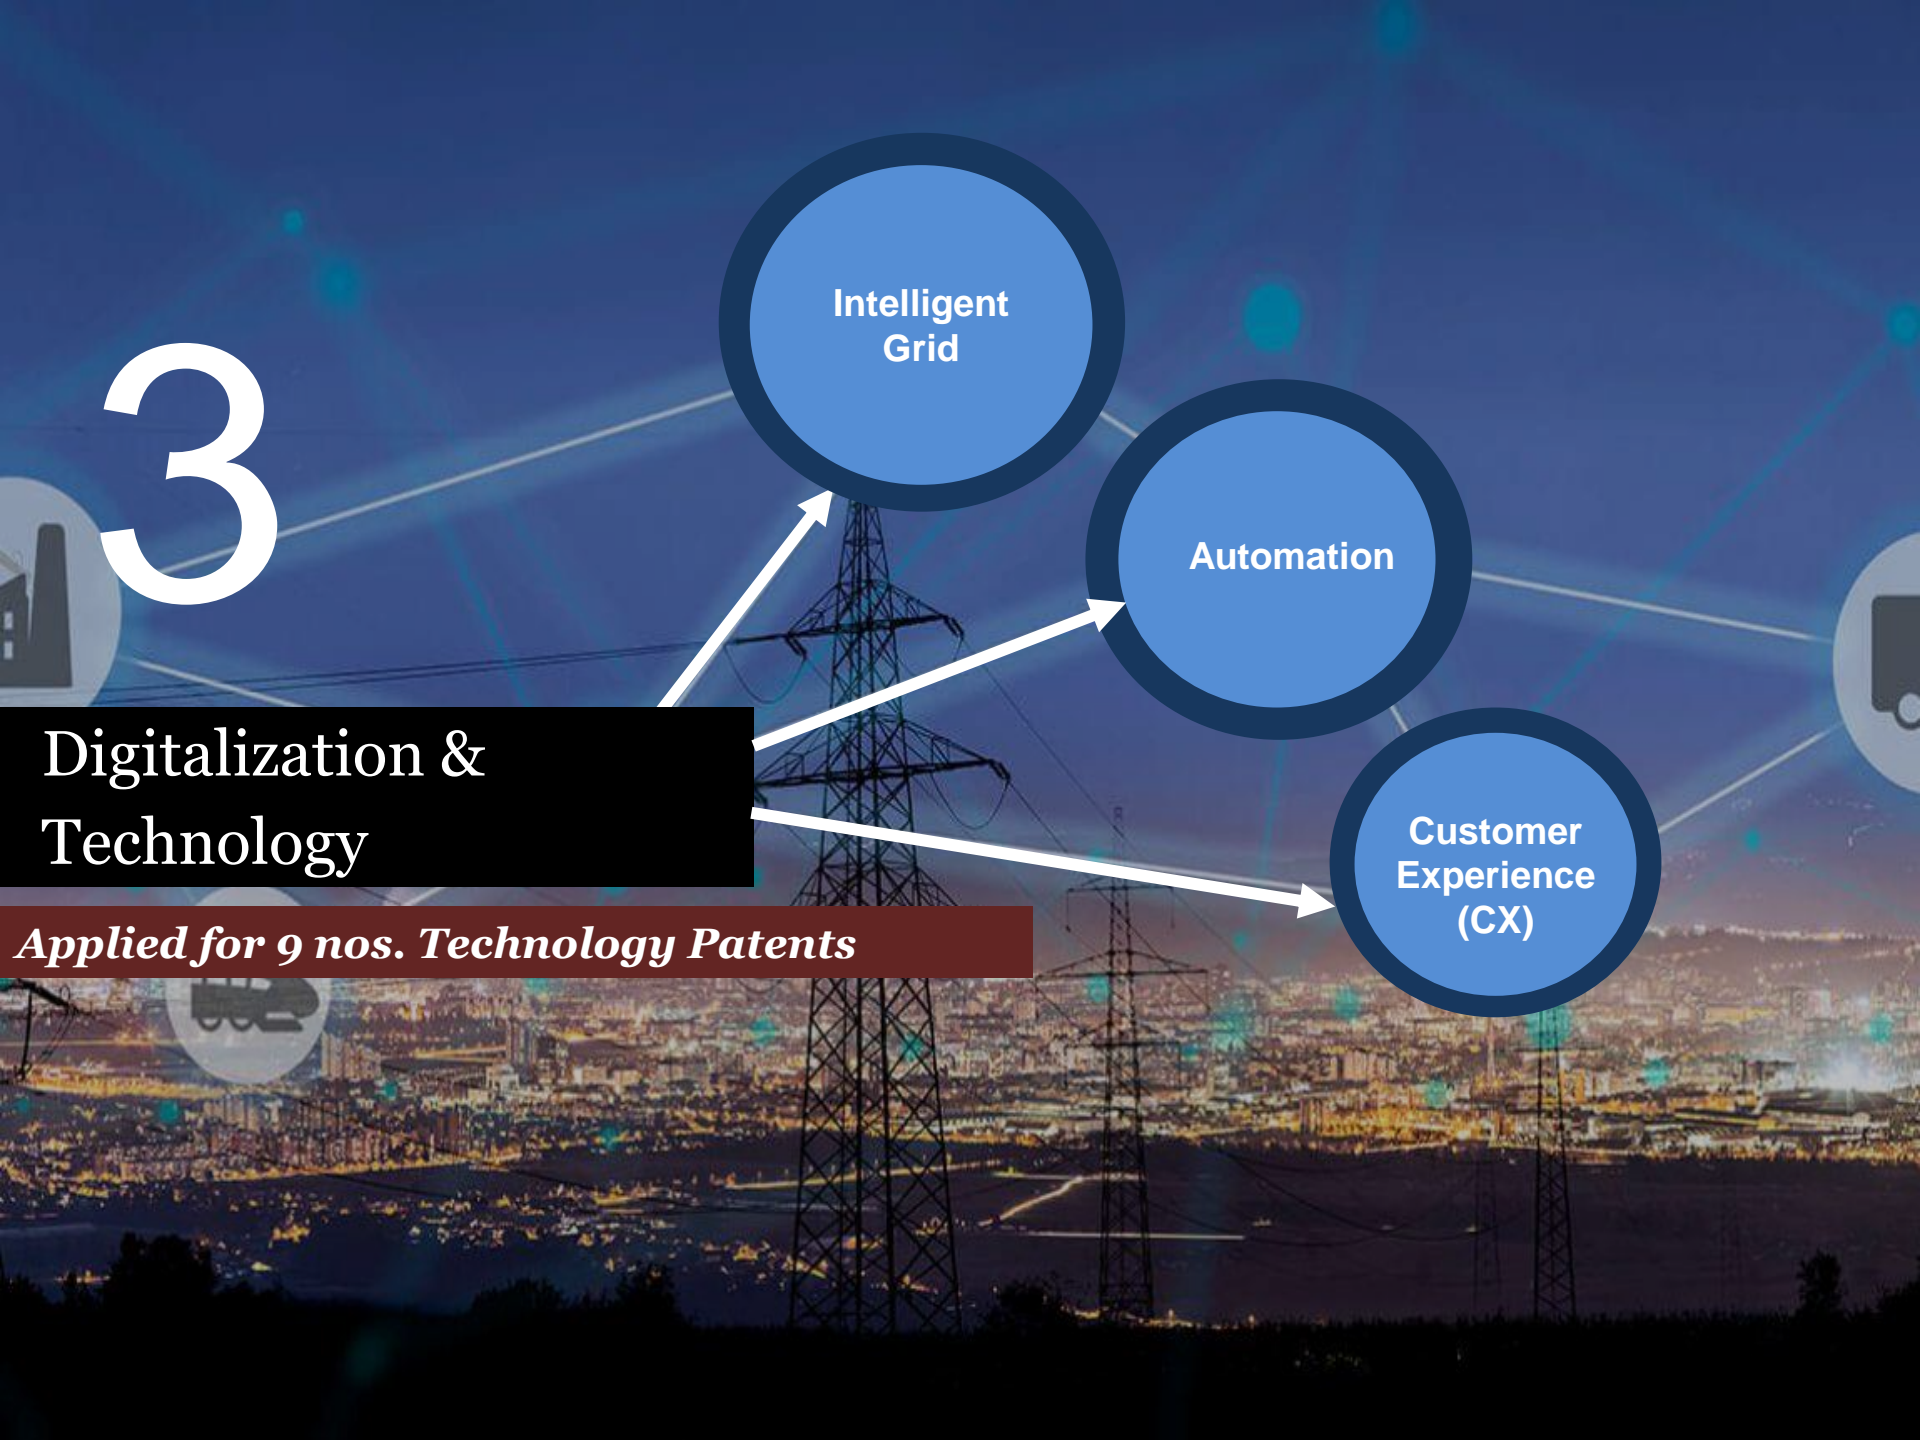 3
Intelligent
Grid
Automation
Digitalization &
Technology
Customer
Experience
(CX)
Applied for 9 nos. Technology Patents